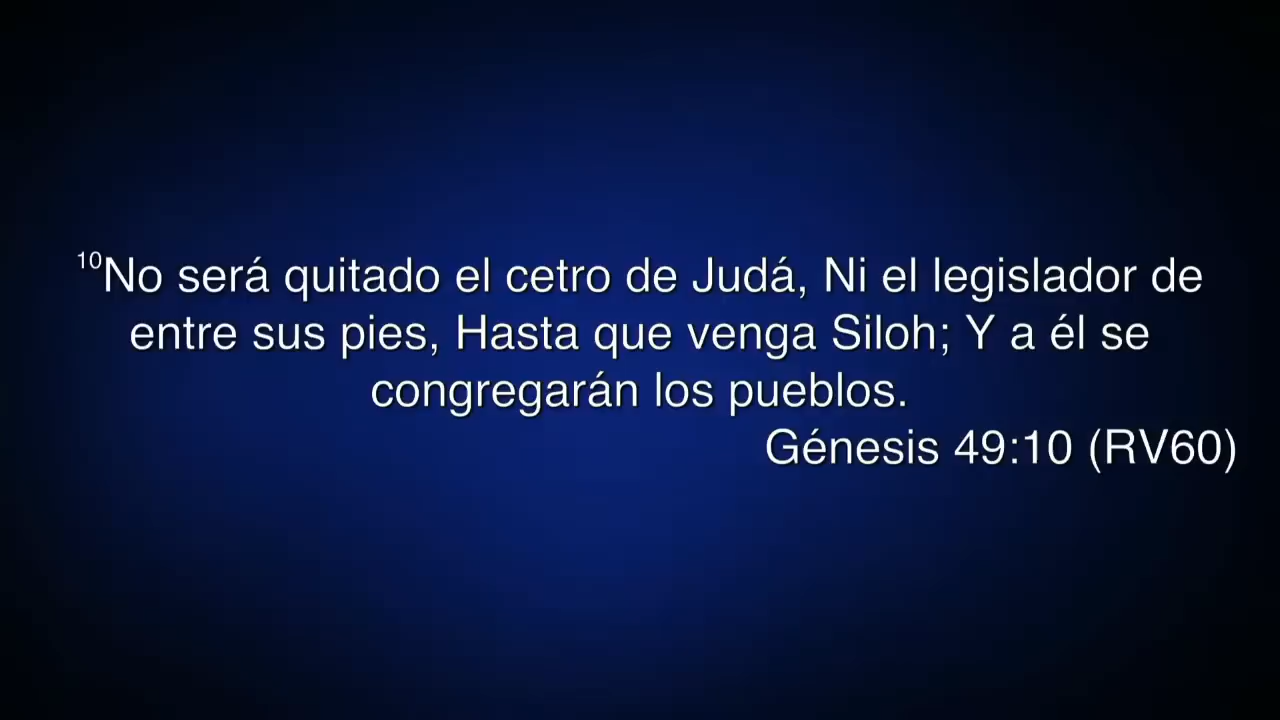 ¹⁰No será quitado el cetro de Judá, Ni el legislador de
entre sus pies, Hasta que venga Siloh; Y a él se
congregarán los pueblos.
Génesis 49:10 (RV60)